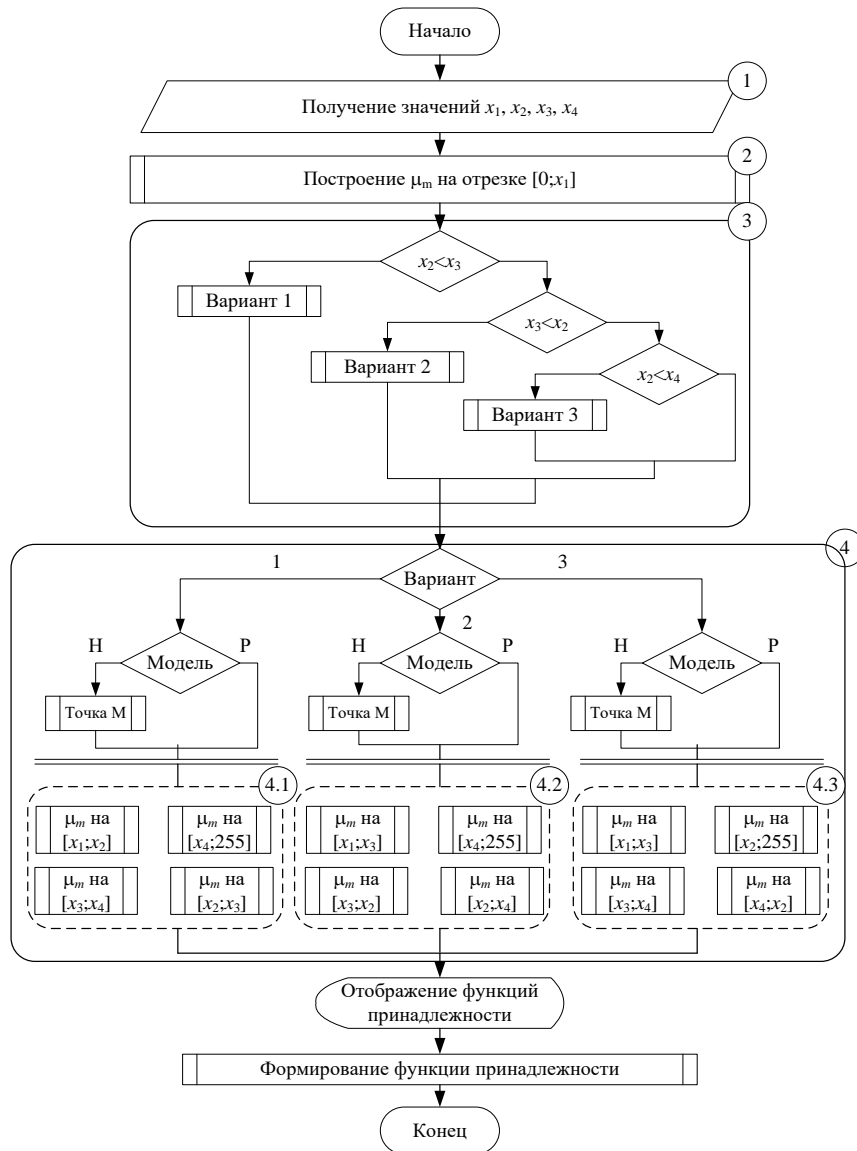 Начало
1
Получение значений x1, x2, x3, x4
2
Построение μm на отрезке [0;x1]
3
x2<x3
Вариант 1
x3<x2
Вариант 2
x2<x4
Вариант 3
4
1
Вариант
3
2
Н
Модель
Р
Н
Модель
Р
Н
Модель
Р
Точка М
Точка М
Точка М
4.1
4.2
4.3
μm на
[x1;x2]
μm на
[x4;255]
μm на
[x1;x3]
μm на
[x4;255]
μm на
[x1;x3]
μm на
[x2;255]
μm на
[x3;x4]
μm на
[x2;x3]
μm на
[x3;x2]
μm на
[x2;x4]
μm на
[x3;x4]
μm на
[x4;x2]
Отображение функций
принадлежности
Формирование функции принадлежности
Конец